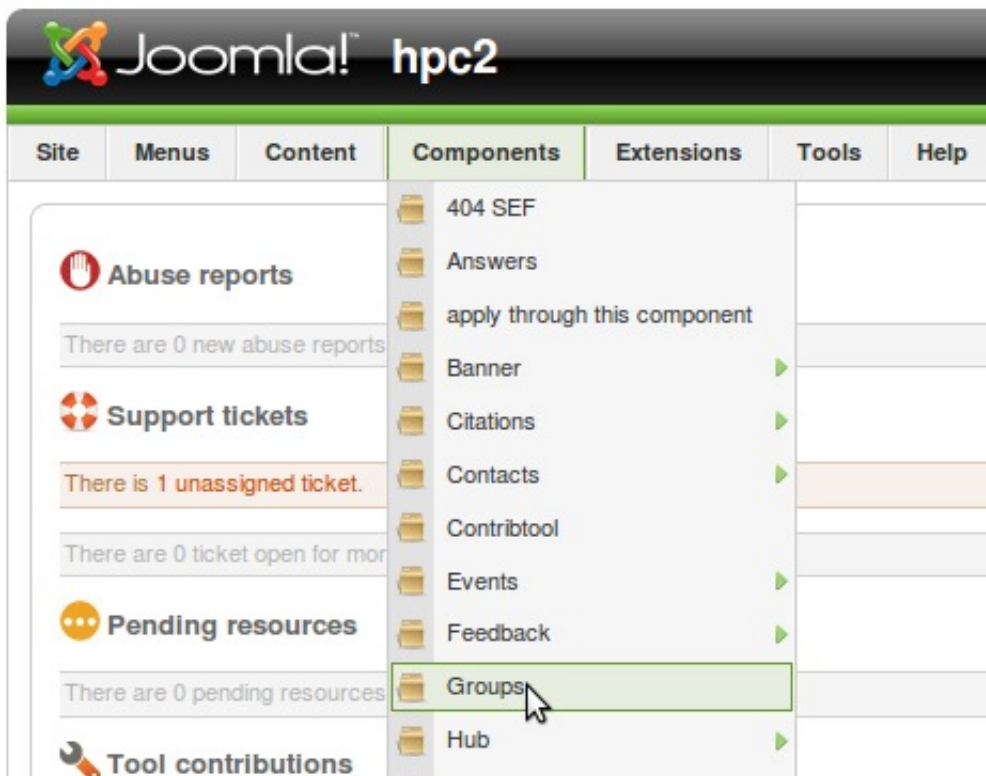 Joomla!™ hpc2
Site Menus Content Components Extensions Tools Help
404 SEF
Answers
apply through this component
Banner
Citations
Contacts
Contribtool
Events
Feedback
Groups
Hub
Abuse reports
There are 0 new abuse reports
Support tickets
There is 1 unassigned ticket.
There are 0 ticket open for mor
Pending resources
There are 0 pending resources
Tool contributions